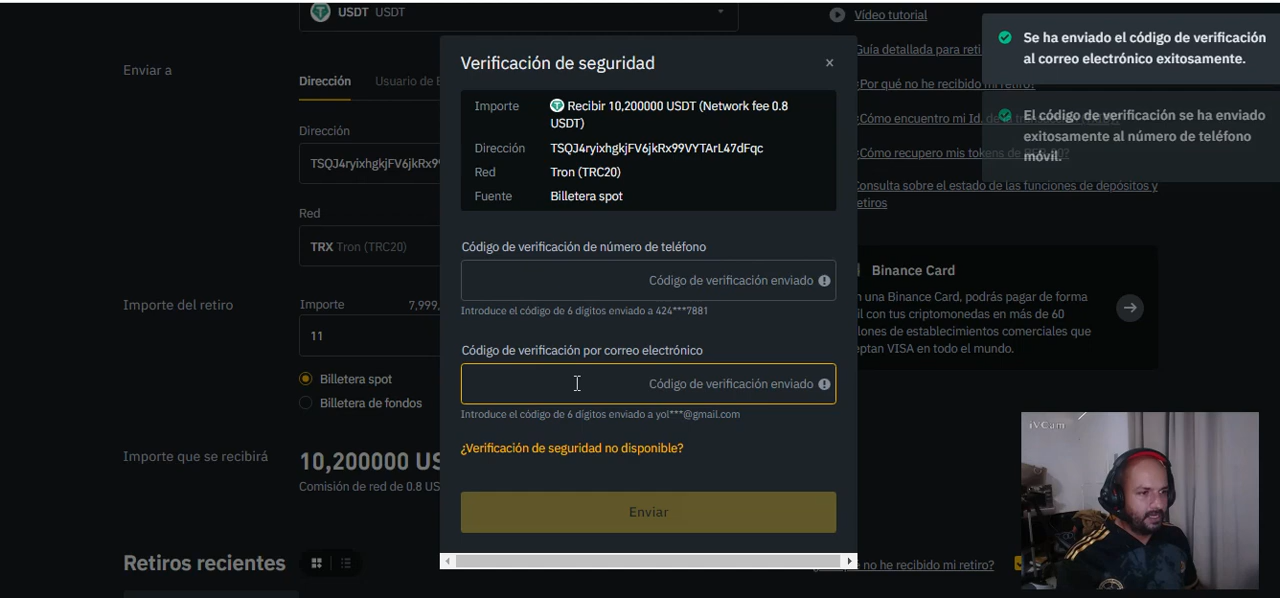 USDT USDT
Vídeo tutorial
Se ha enviado el código de verificación
al correo electrónico exitosamente.
Enviar a
Dirección
Usuario de B
Verificación de seguridad
Guía detallada para reti
¿Por qué no he recibido mi retiro?
El código de verificación se ha enviado
exitosamente al número de teléfono
móvil.
¿Cómo encuentro mi Id. de
¿Cómo recupero mis tokens de
Consulta sobre el estado de las funciones de depósitos y
retiros
Importe
Recibir 10,200000 USDT (Network fee 0.8
USDT)
Dirección
TSQJ4ryixhgkjFV6jkRx99VYTArL47dFqc
Red
Tron (TRC20)
Fuente
Billetera spot
Dirección
TSQJ4ryixhgkjFV6jkRx9
Red
TRX Tron (TRC20)
Código de verificación de número de teléfono
Código de verificación enviado
Introduce el código de 6 dígitos enviado a 424***7881
Binance Card
n una Binance Card, podrás pagar de forma
il con tus criptomonedas en más de 60
lones de establecimientos comerciales que
eptan VISA en todo el mundo.
Importe del retiro
Importe
7,999,
11
Código de verificación por correo electrónico
Código de verificación enviado
Introduce el código de 6 dígitos enviado a yol***@gmail.com
Billetera spot
Billetera de fondos
¿Verificación de seguridad no disponible?
Importe que se recibirá
10,200000 US
Comisión de red de 0.8 US
Enviar
iVCam
Retiros recientes
no he recibido mi retiro?